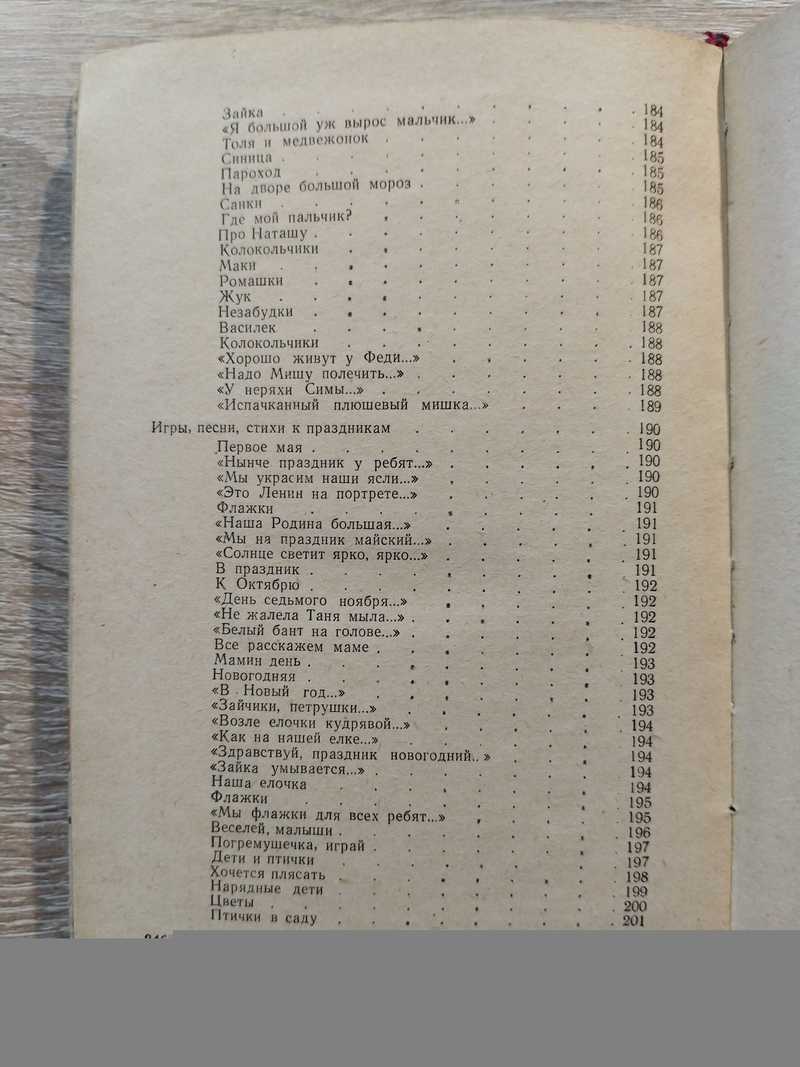 Зайка . . . . . . . . . . 184
«Я большой уж вырос мальчик...» . . . . 184
Толя и медвежонок . . . . . . . 184
Синица . . . . . . . . . . 185
Пароход . . . . . . . . . 185
На дворе большой мороз . . . . . . 185
Санки . . . . . . . . . . 186
Где мой пальчик? . . . . . . . 186
Про Наташу . . . . . . . . . 186
Колокольчики . . . . . . . . 187
Маки . . . . . . . . . . 187
Ромашки . . . . . . . . . 187
Жук . . . . . . . . . . 187
Незабудки . . . . . . . . . 187
Василек . . . . . . . . . 188
Колокольчики . . . . . . . . 188
«Хорошо живут у Феди...» . . . . . . 188
«Надо Мишу полечить...» . . . . . . . 188
«У неряхи Симы...» . . . . . . . . 188
«Испачканный плюшевый мишка...» . . . 189
Игры, песни, стихи к праздникам . . . . . . . 190
Первое мая . . . . . . . . . 190
«Нынче праздник у ребят...» . . . . . . 190
«Мы украсим наши ясли...» . . . . . . 190
«Это Ленин на портрете...» . . . . . . 190
Флажки . . . . . . . . . 191
«Наша Родина большая...» . . . . . . 191
«Мы на праздник майский...» . . . . . . 191
«Солнце светит ярко, ярко...» . . . . . . 191
В праздник . . . . . . . . . 191
К Октябрю . . . . . . . . . 192
«День седьмого ноября...» . . . . . . 192
«Не жалела Таня мыла...» . . . . . . . 192
«Белый бант на голове...» . . . . . . . 192
Все расскажем маме . . . . . . . . 192
Мамин день . . . . . . . . . 193
Новогодняя . . . . . . . . . 193
«В Новый год...» . . . . . . . . 193
«Зайчики, петрушки...» . . . . . . . 193
«Возле елочки кудрявой...» . . . . . . 194
«Как на нашей елке...» . . . . . . . 194
«Здравствуй, праздник новогодний..» . . . . 194
«Зайка умывается...» . . . . . . . . 194
Наша елочка . . . . . . . . 194
Флажки . . . . . . . . . 195
«Мы флажки для всех ребят...» . . . . . 195
Веселей, малыши . . . . . . . . . 196
Погремушечка, играй . . . . . . . . 197
Дети и птички . . . . . . . . 197
Хочется плясать . . . . . . . . . 198
Нарядные дети . . . . . . . . . 199
Цветы . . . . . . . . . . . 200
Птички в саду . . . . . . . . . 201